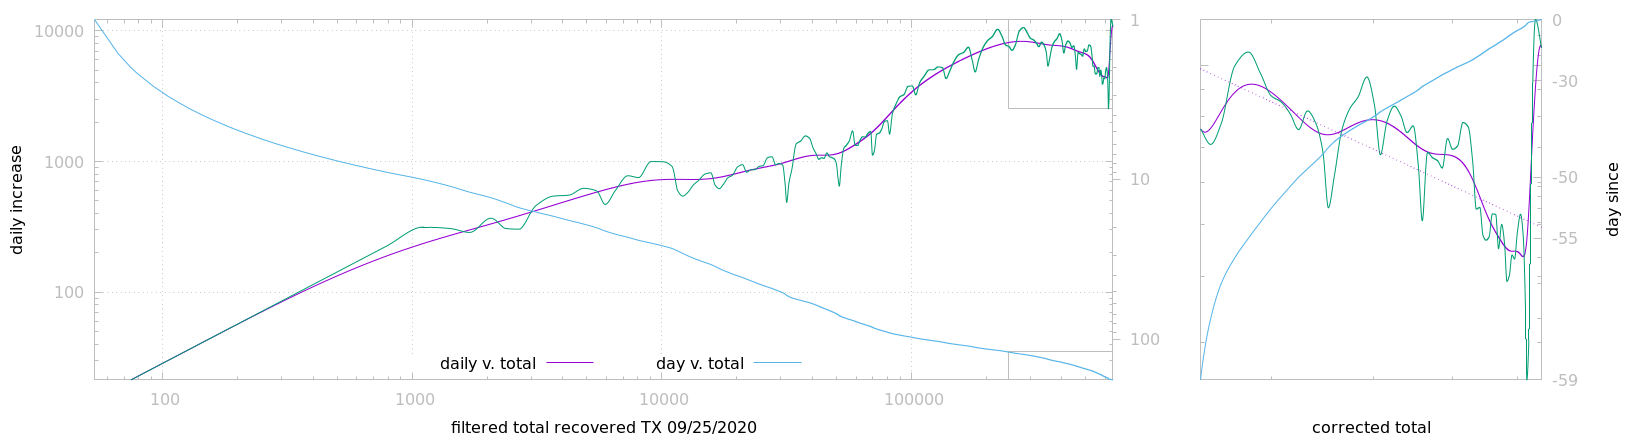 10000
1000
100
daily increase
100
1000
10000
100000
filtered total recovered TX 09/25/2020
daily v. total
day v. total
1
10
100
0
-30
-50
-55
-59
day since
corrected total